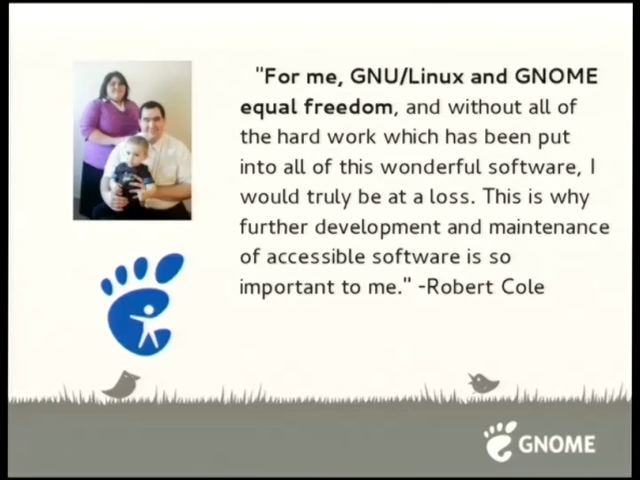 "For me, GNU/Linux and GNOME
equal freedom, and without all of
the hard work which has been put
into all of this wonderful software, I
would truly be at a loss. This is why
further development and maintenance
of accessible software is so
important to me." -Robert Cole
GNOME